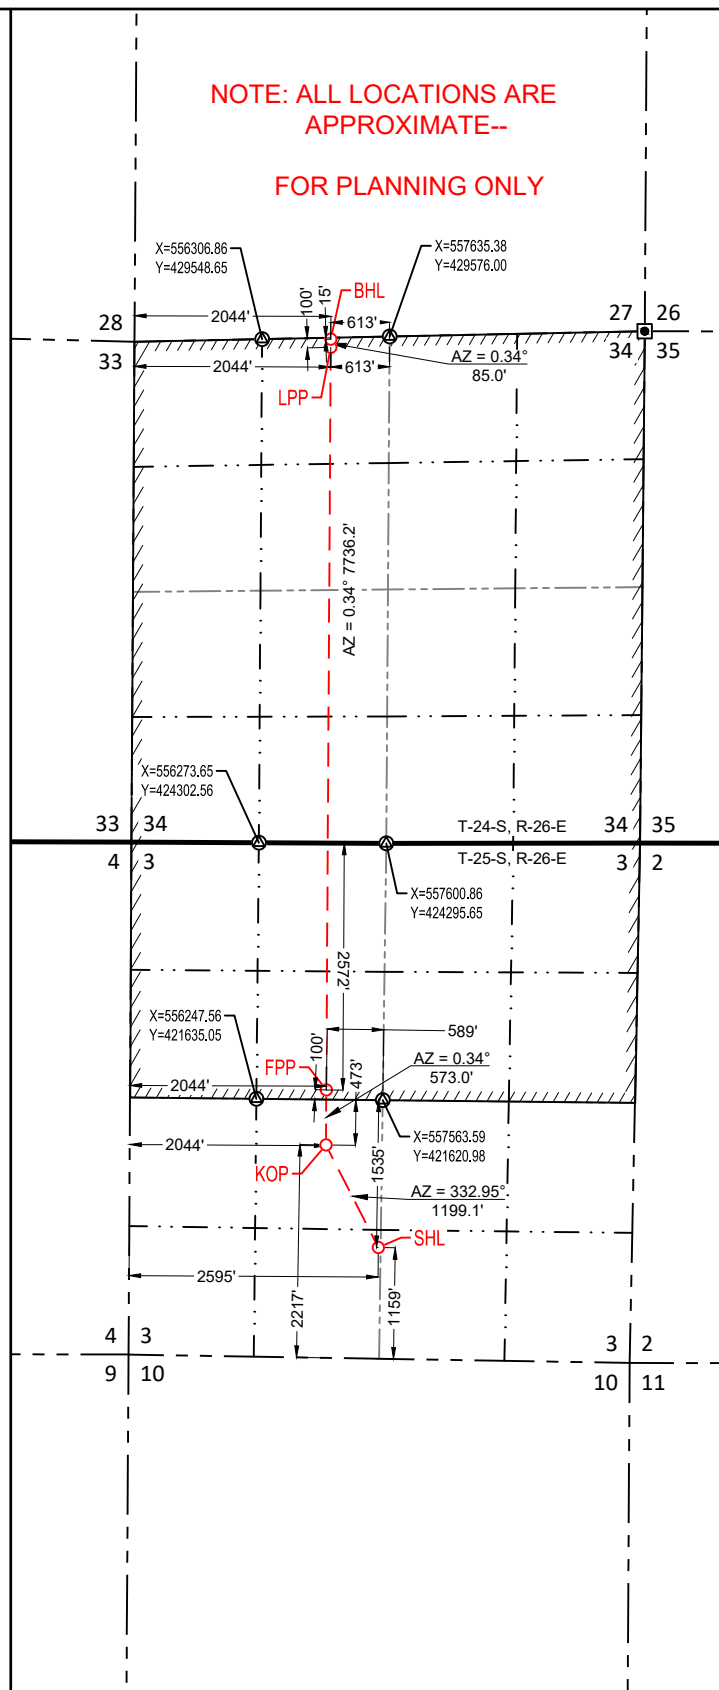 NOTE: ALL LOCATIONS ARE
APPROXIMATE--
FOR PLANNING ONLY
X=556306.86
Y=429548.65
X=557635.38
Y=429576.00
BHL
2044'
100'
15'
613'
28
27 26
33
34 35
2044'
613'
LPP
AZ = 0.34°
85.0'
AZ = 0.34° 7736.2'
X=556273.65
Y=424302.56
33 34
T-24-S, R-26-E
34 35
4 3
T-25-S, R-26-E
3 2
X=557600.86
Y=424295.65
2572'
X=556247.56
Y=421635.05
589'
100'
FPP
473'
AZ = 0.34°
573.0'
2044'
X=557563.59
Y=421620.98
2044'
KOP
1535'
AZ = 332.95°
1199.1'
SHL
2595'
2217'
1159'
4 3
3 2
9 10
10 11